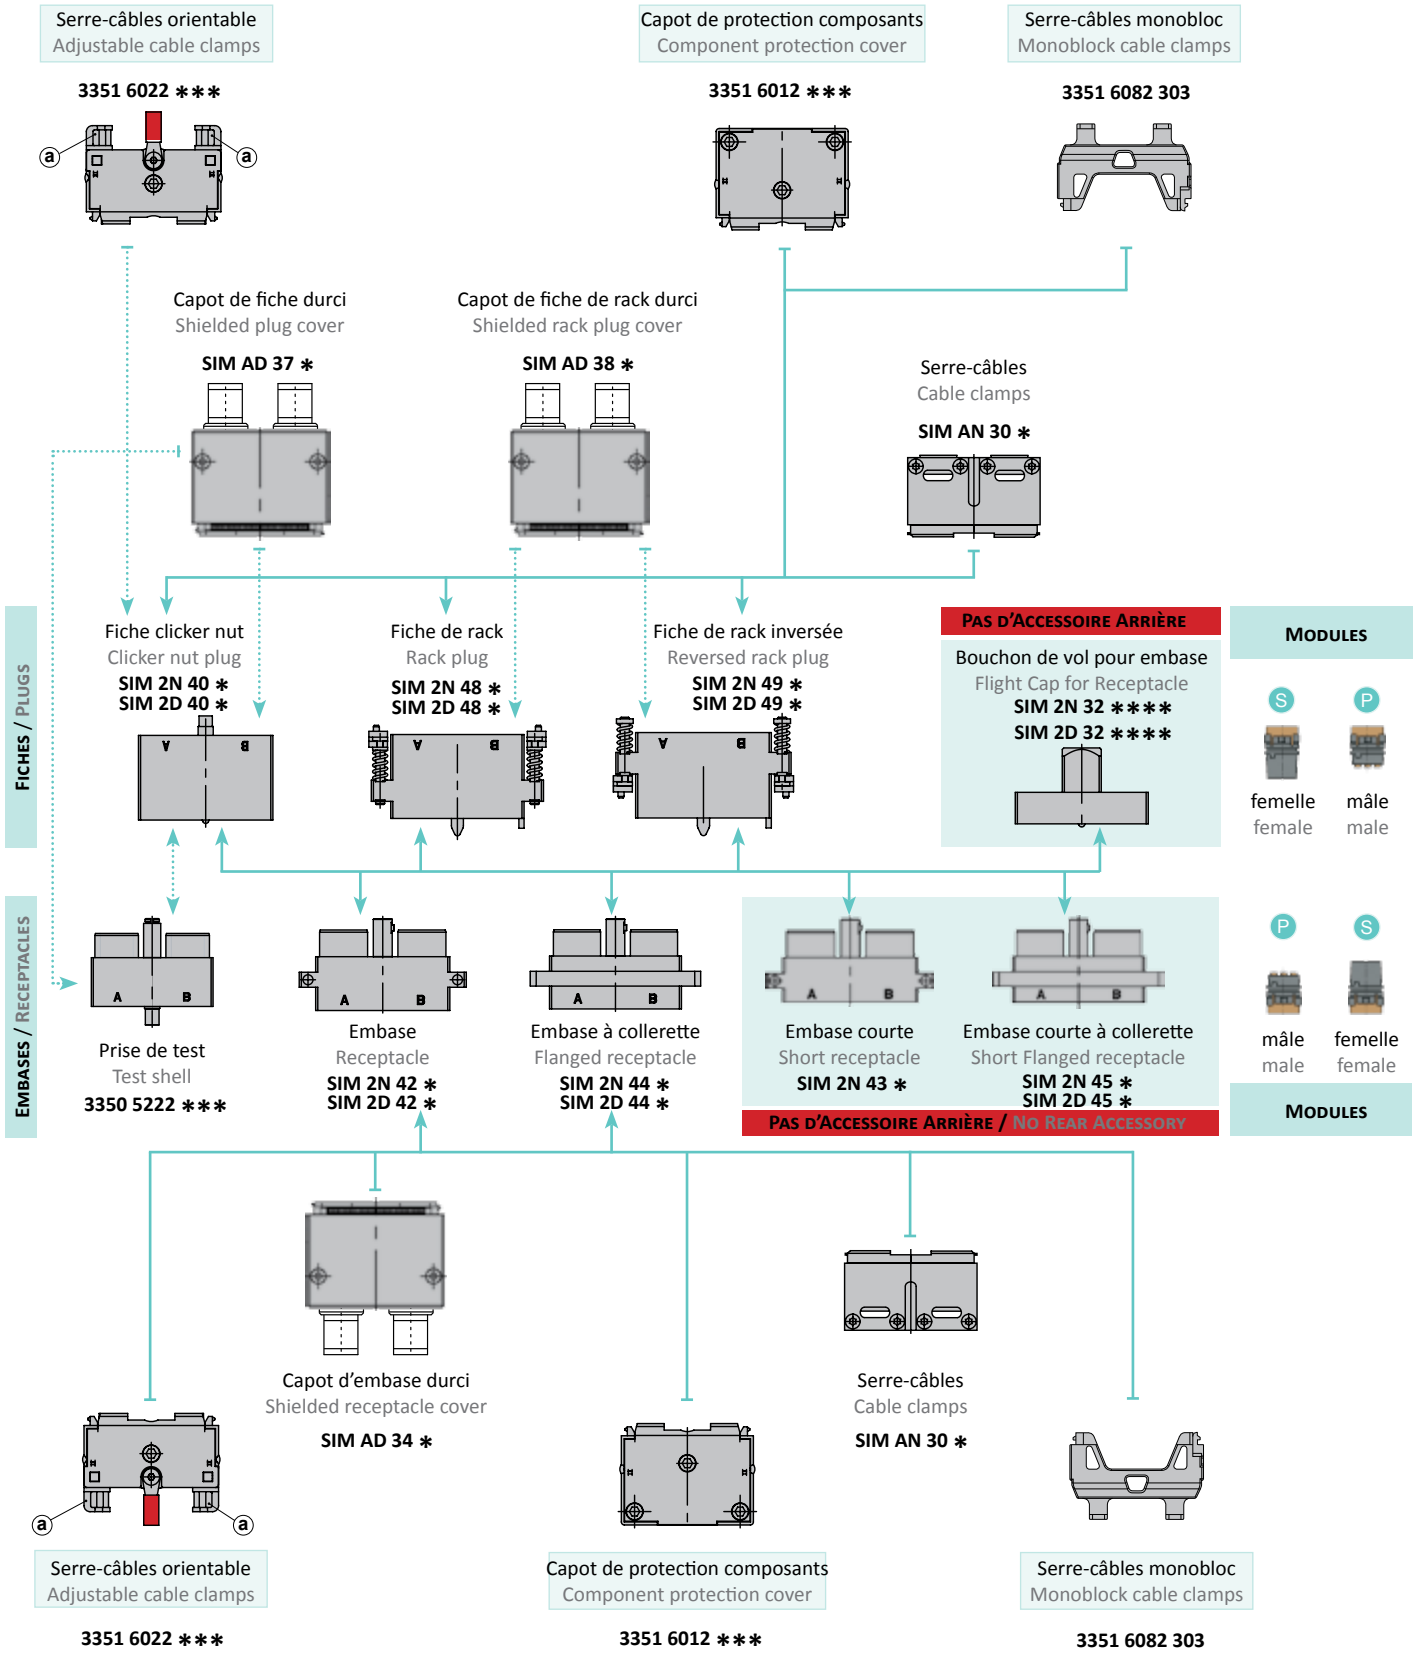 Serre-câbles orientable
Adjustable cable clamps
3351 6022 ***
a
a
Capot de protection composants
Component protection cover
3351 6012 ***
Serre-câbles monobloc
Monoblock cable clamps
3351 6082 303
Capot de fiche durci
Shielded plug cover
SIM AD 37 *
Capot de fiche de rack durci
Shielded rack plug cover
SIM AD 38 *
Serre-câbles
Cable clamps
SIM AN 30 *
FICHES / PLUGS
Fiche clicker nut
Clicker nut plug
SIM 2N 40 *
SIM 2D 40 *
A B
Fiche de rack
Rack plug
SIM 2N 48 *
SIM 2D 48 *
A B
Fiche de rack inversée
Reversed rack plug
SIM 2N 49 *
SIM 2D 49 *
A B
PAS D'ACCESSOIRE ARRIÈRE
Bouchon de vol pour embase
Flight Cap for Receptacle
SIM 2N 32 ****
SIM 2D 32 ****
MODULES
S P
femelle mâle
female male
EMBASES / RECEPTACLES
A B
Prise de test
Test shell
3350 5222 ***
A B
Embase
Receptacle
SIM 2N 42 *
SIM 2D 42 *
A B
Embase à collerette
Flanged receptacle
SIM 2N 44 *
SIM 2D 44 *
A B
Embase courte
Short receptacle
SIM 2N 43 *
A B
Embase courte à collerette
Short Flanged receptacle
SIM 2N 45 *
SIM 2D 45 *
PAS D'ACCESSOIRE ARRIÈRE / NO REAR ACCESSORY
P S
mâle femelle
male female
MODULES
Capot d'embase durci
Shielded receptacle cover
SIM AD 34 *
Serre-câbles
Cable clamps
SIM AN 30 *
a
a
Serre-câbles orientable
Adjustable cable clamps
3351 6022 ***
Capot de protection composants
Component protection cover
3351 6012 ***
Serre-câbles monobloc
Monoblock cable clamps
3351 6082 303